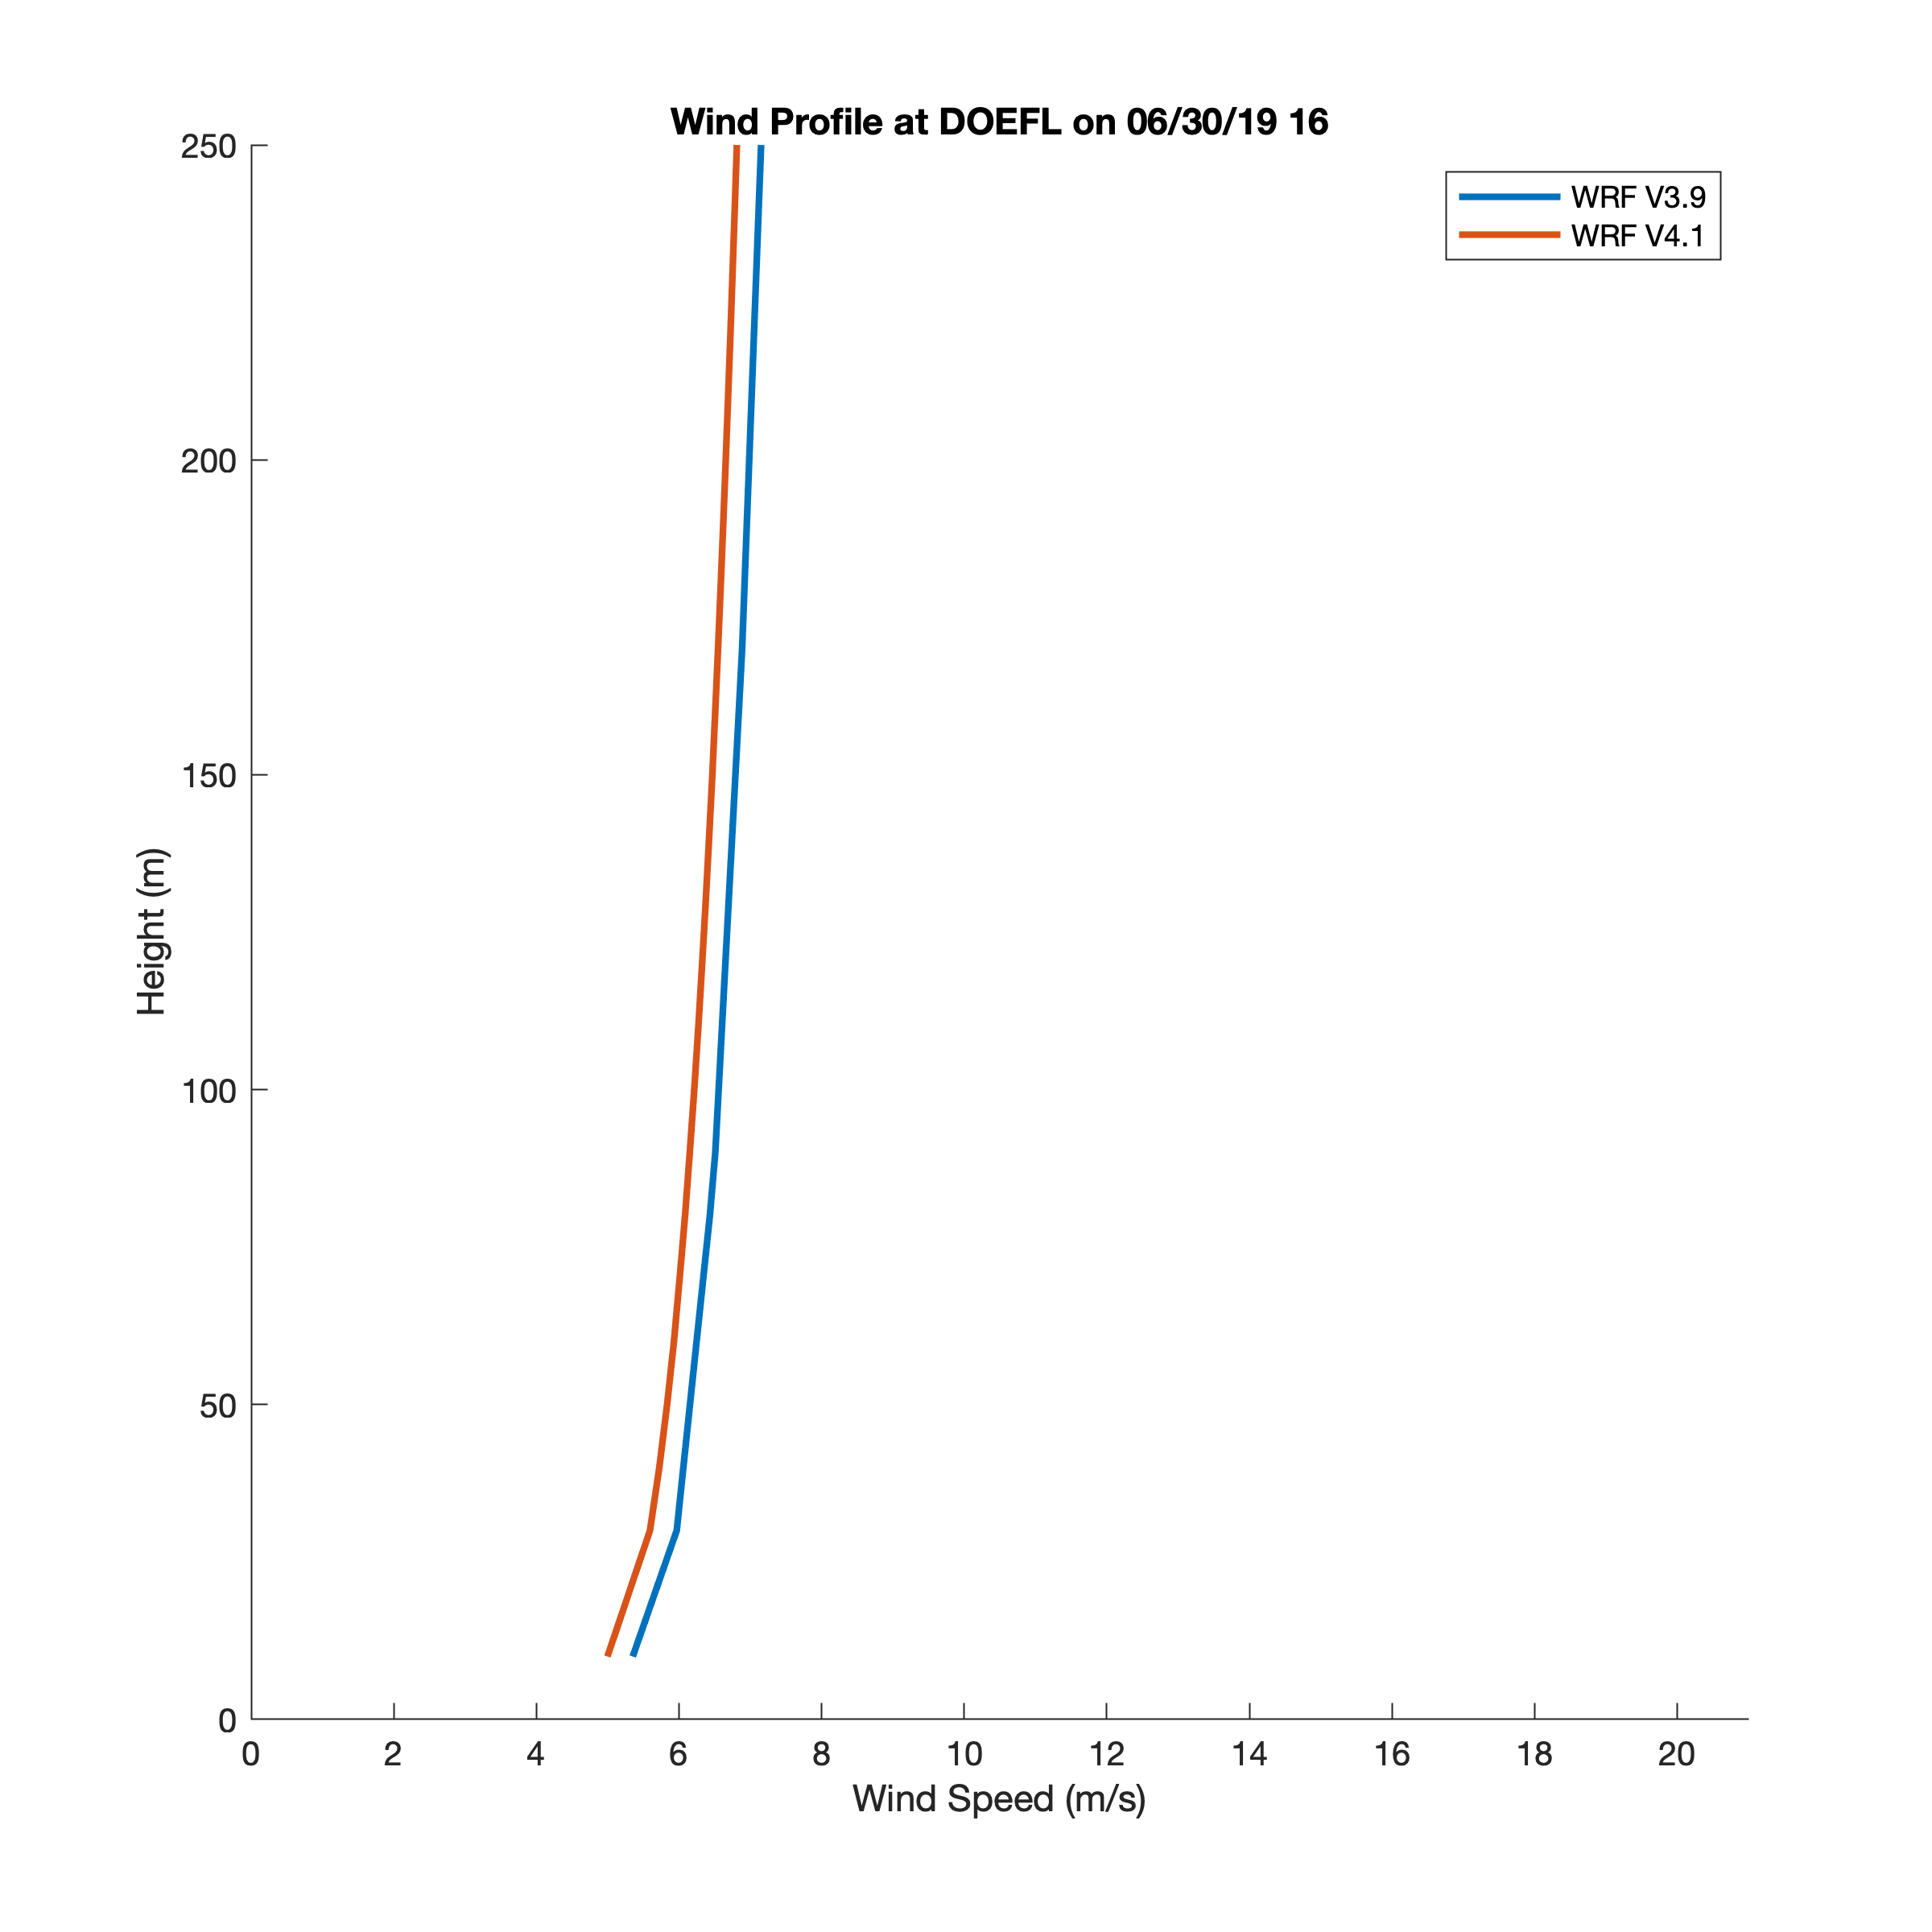 Wind Profile at DOEFL on 06/30/19 16
WRF V3.9
WRF V4.1
250
200
150
100
50
0
Height (m)
0 2 4 6 8 10 12 14 16 18 20
Wind Speed (m/s)